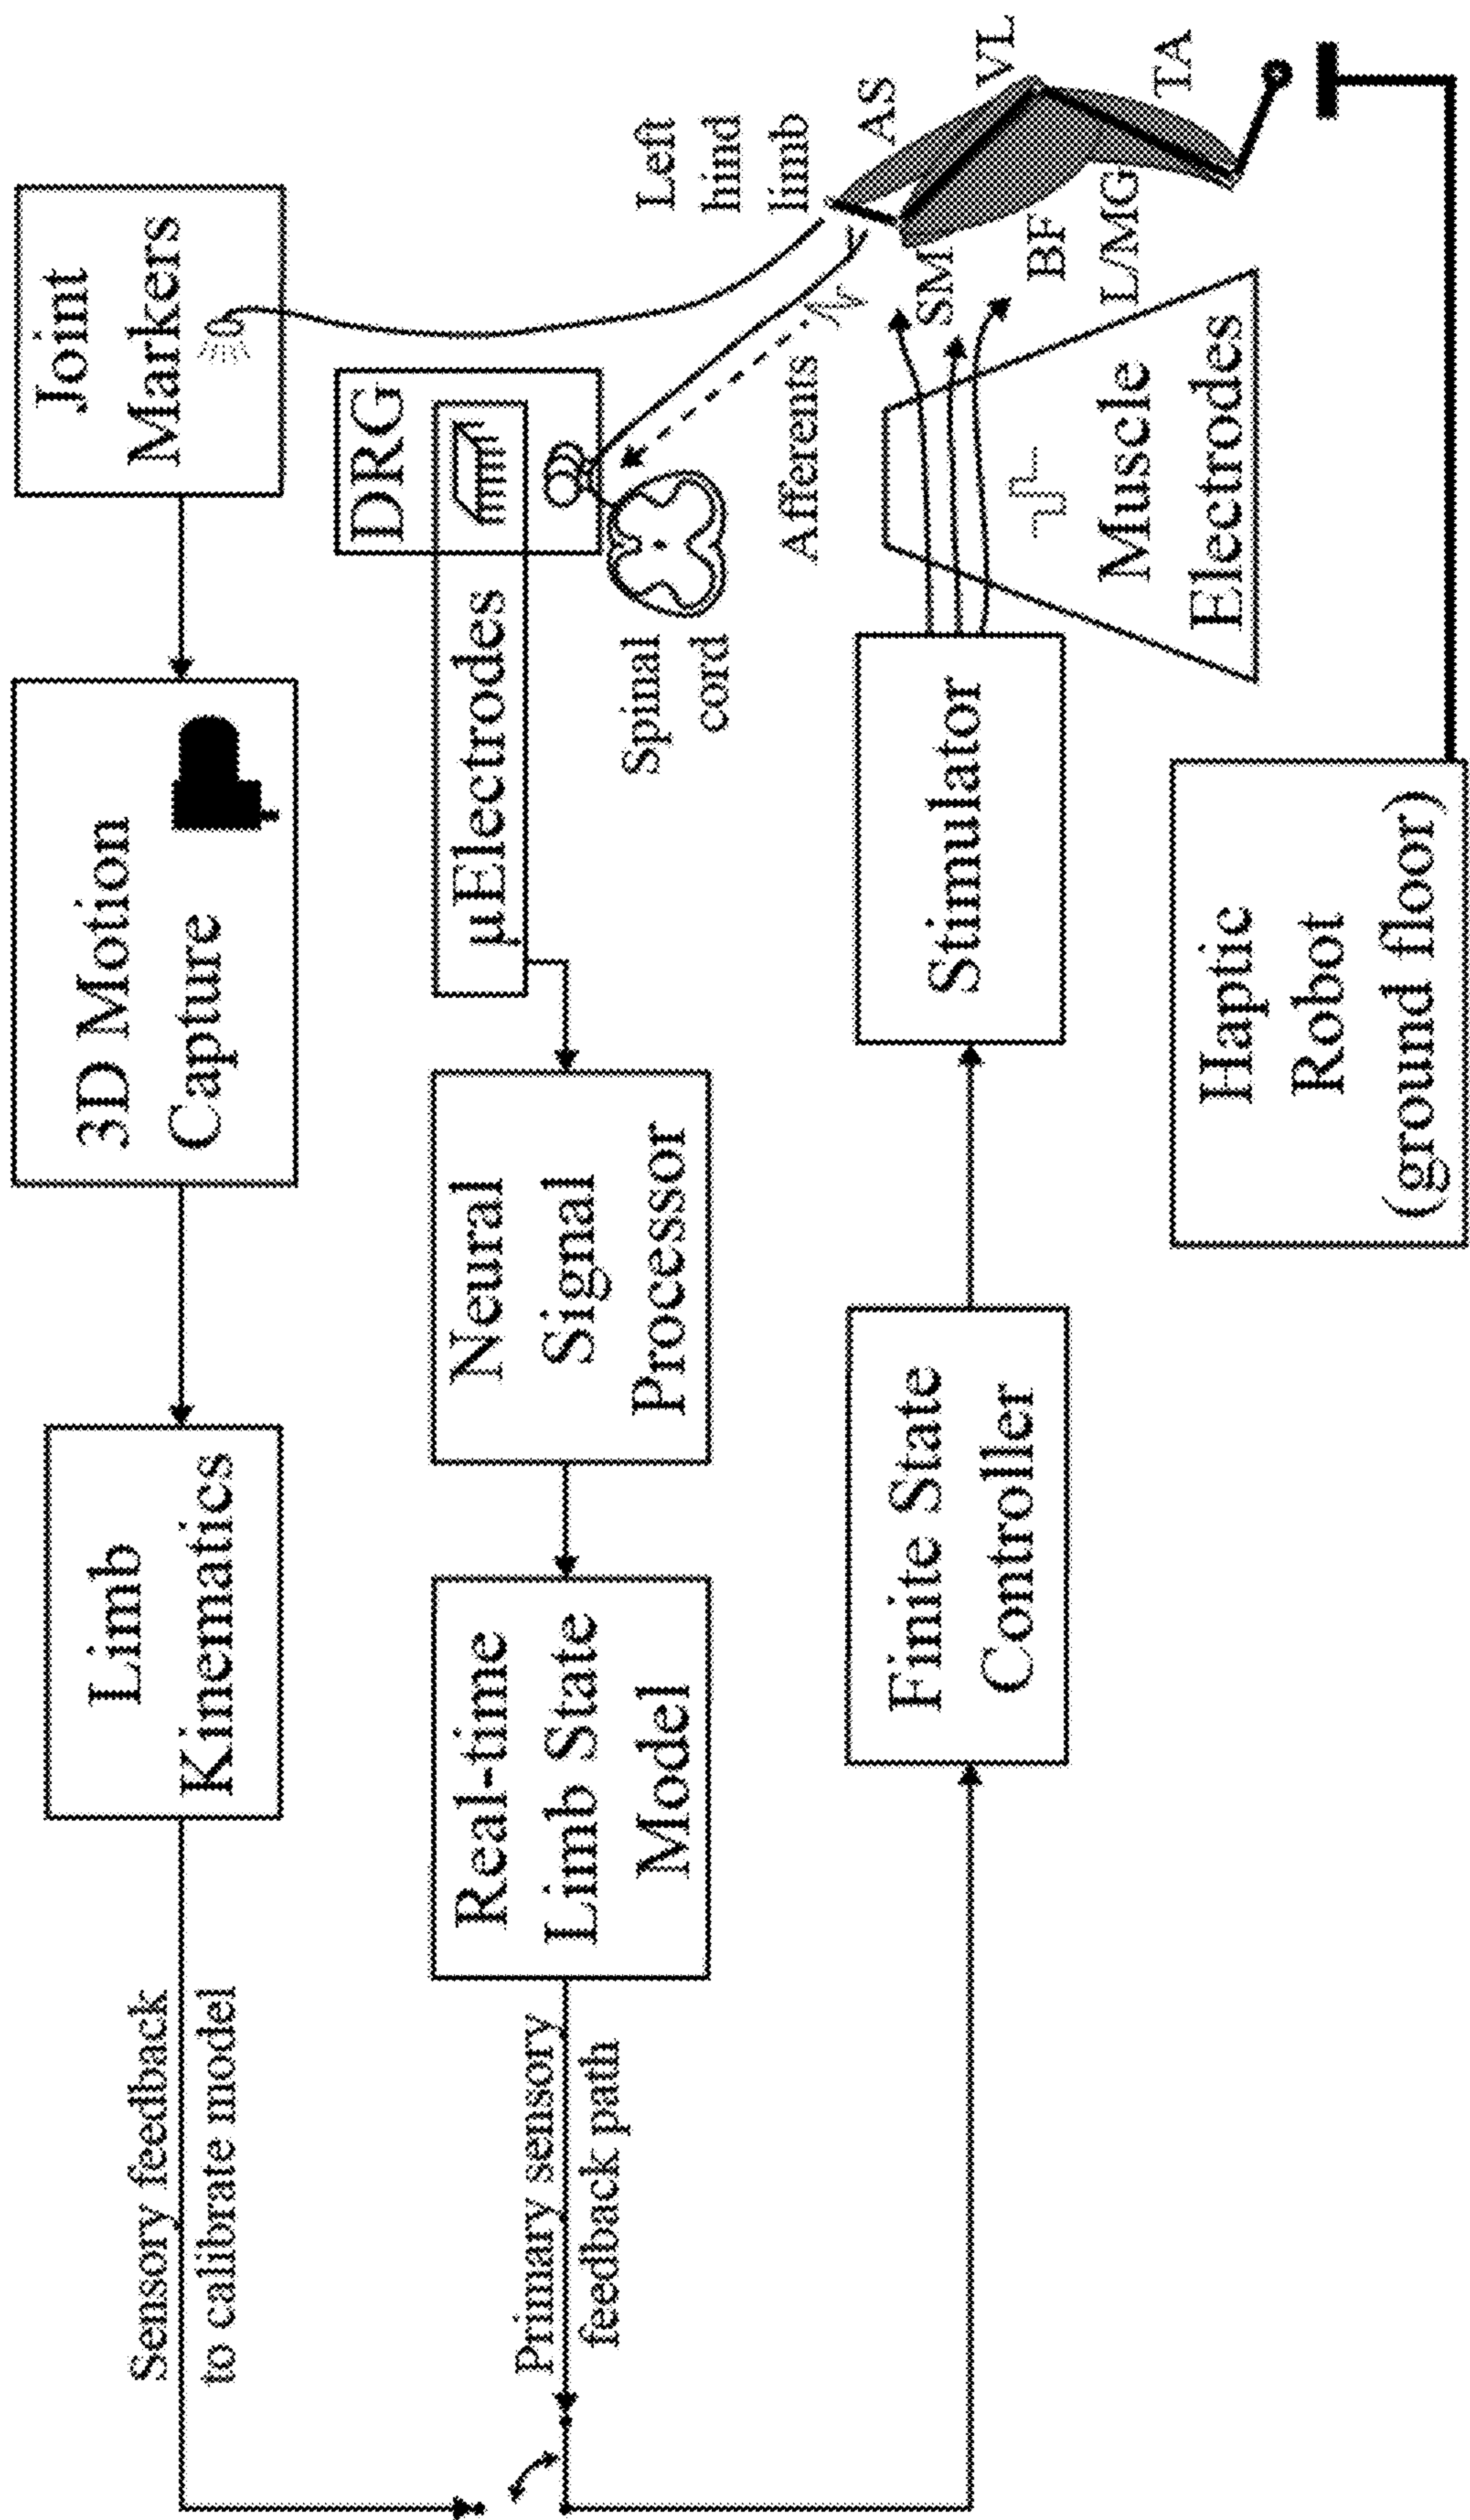 Sensory feedback
to calibrate model
Limb
Kinematics
3D Motion
Capture
Joint
Markers
Primary sensory
feedback path
Real-time
Limb State
Model
Neural
Signal
Processor
µElectrodes
DRG
Spinal
cord
Afferents
Left
hind
limb
Finite State
Controller
Stimulator
Muscle
Electrodes
AS
VL
TA
SM
BF
L/MG
Haptic
Robot
(ground floor)